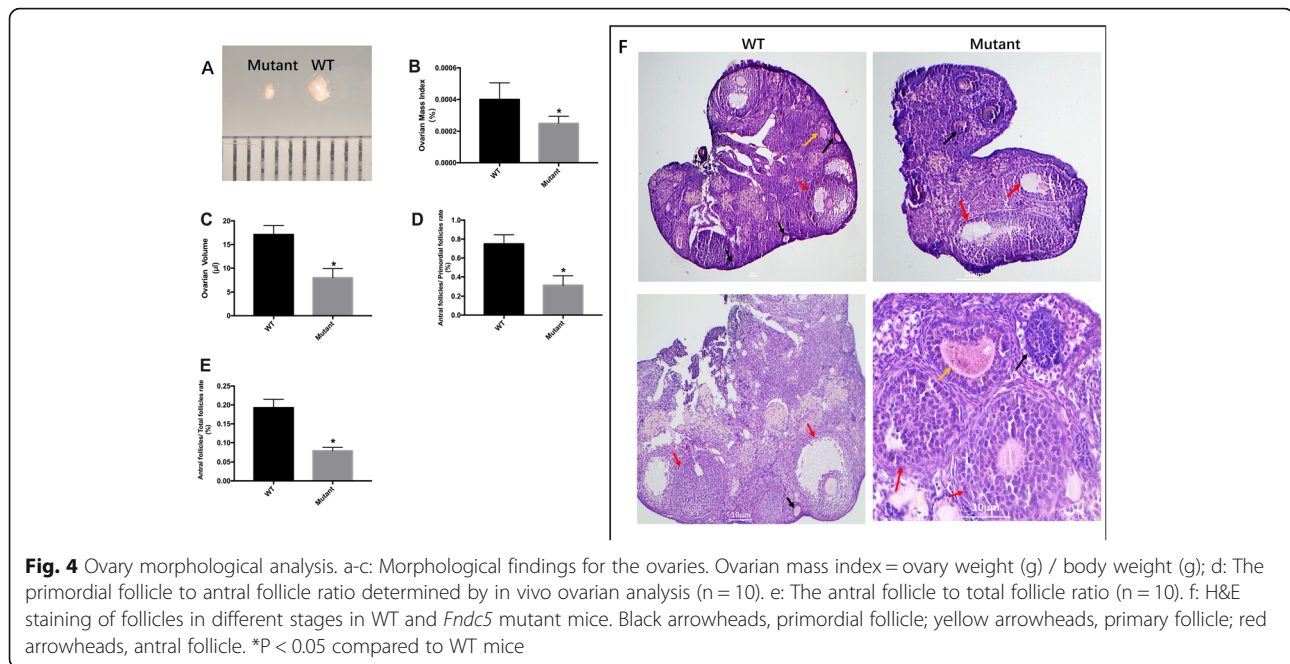 A
Mutant WT
B
Ovarian Mass Index
(%)
0.0006
0.0004
0.0002
0.0000
*
WT
Mutant
C
Ovarian Volume
(µl)
20
15
10
5
0
*
WT
Mutant
D
Antral follicles/ Primordial follicles rate
(%)
1.0
0.8
0.6
0.4
0.2
0.0
*
WT
Mutant
E
Antral follicles/ Total follicles rate
(%)
0.25
0.20
0.15
0.10
0.05
0.00
*
WT
Mutant
F
WT
Mutant
10µm
10µm
Fig. 4 Ovary morphological analysis. a-c: Morphological findings for the ovaries. Ovarian mass index = ovary weight (g) / body weight (g); d: The
primordial follicle to antral follicle ratio determined by in vivo ovarian analysis (n = 10). e: The antral follicle to total follicle ratio (n = 10). f: H&E
staining of follicles in different stages in WT and Fndc5 mutant mice. Black arrowheads, primordial follicle; yellow arrowheads, primary follicle; red
arrowheads, antral follicle. *P < 0.05 compared to WT mice